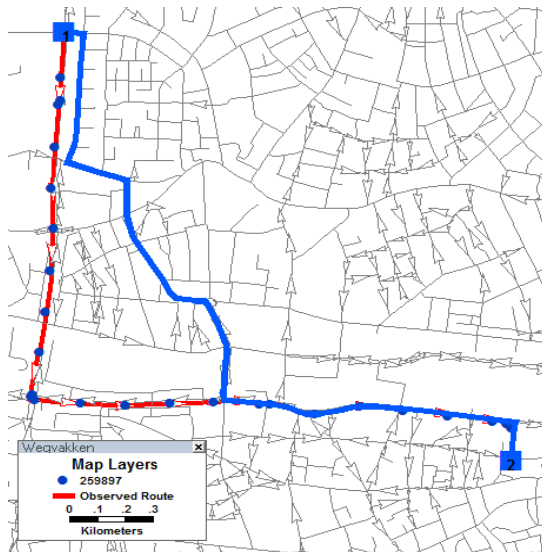 1
2
Wegvakken
Map Layers
259897
Observed Route
0 .1 .2 .3
Kilometers